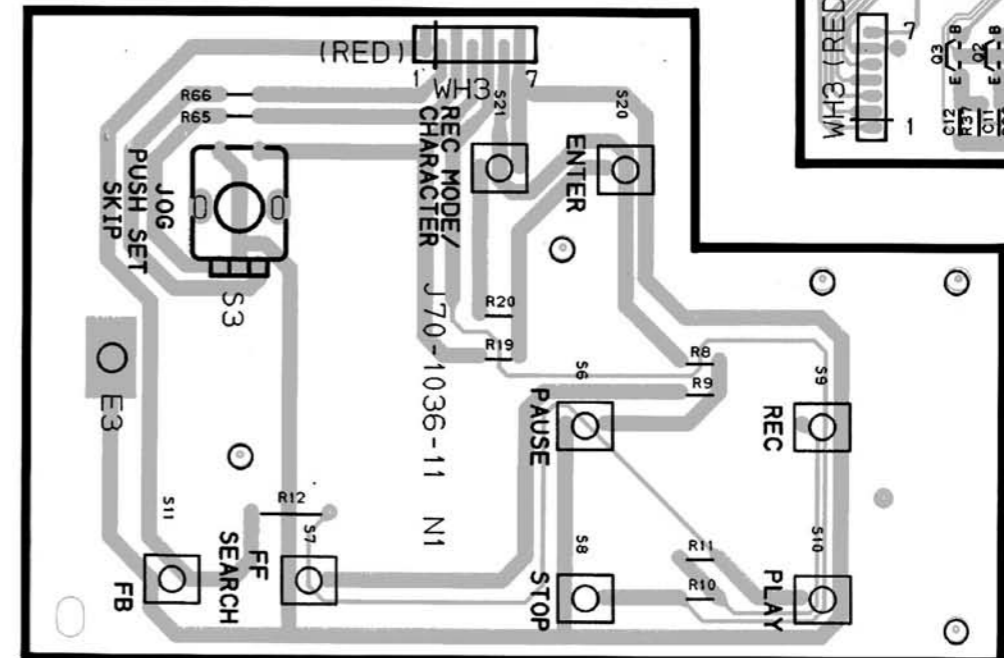 (RED)
1
7
WH3
S21
S20
R66
R65
REC MODE/
CHARACTER
ENTER
JOG
PUSH SET
SKIP
S3
R20
R19
J70-1036-11 N1
E3
S6
R8
R9
S9
PAUSE
REC
S11
R12
S7
S8
R11
R10
S10
FB
FF
SEARCH
STOP
PLAY
WH3 (RED
7
1
Q3
B
E
Q2
B
E
C12
R37
C11